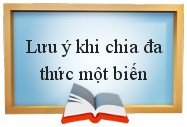 Lưu ý khi chia đa
thức một biến